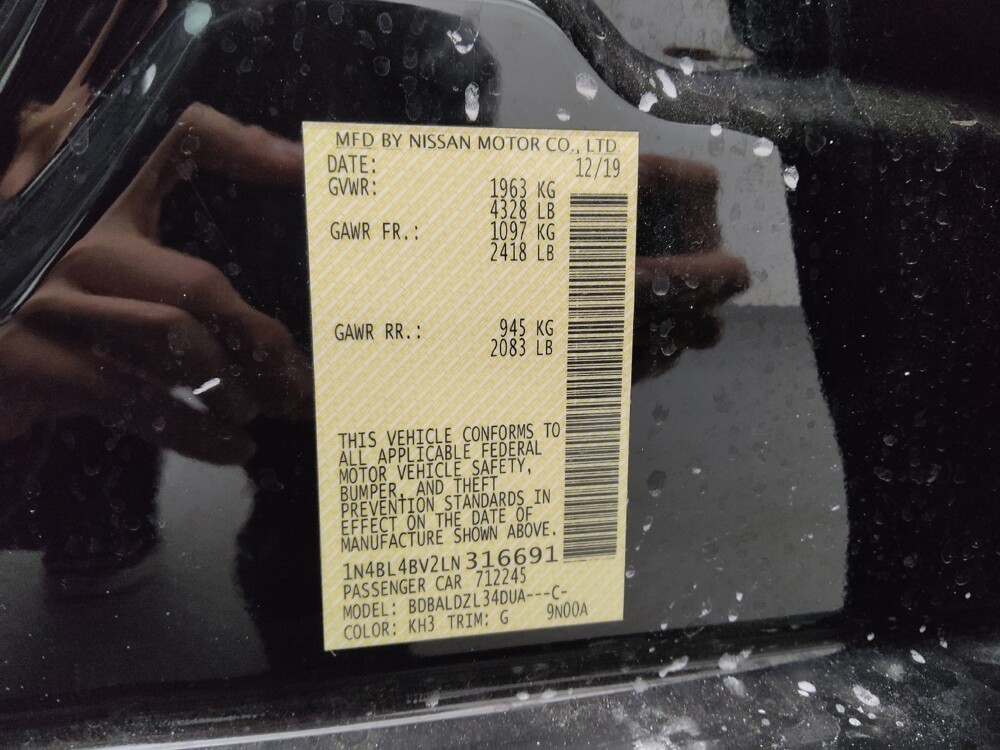 MFD BY NISSAN MOTOR CO., LTD
DATE: 12/19
GVWR: 1963 KG
4328 LB
GAWR FR.: 1097 KG
2418 LB
GAWR RR.: 945 KG
2083 LB
THIS VEHICLE CONFORMS TO
ALL APPLICABLE FEDERAL
MOTOR VEHICLE SAFETY,
BUMPER, AND THEFT
PREVENTION STANDARDS IN
EFFECT ON THE DATE OF
MANUFACTURE SHOWN ABOVE.
1N4BL4BV2LN316691
PASSENGER CAR 712245
MODEL: BDBALDZL34DUA---C-
COLOR: KH3 TRIM: G 9N00A